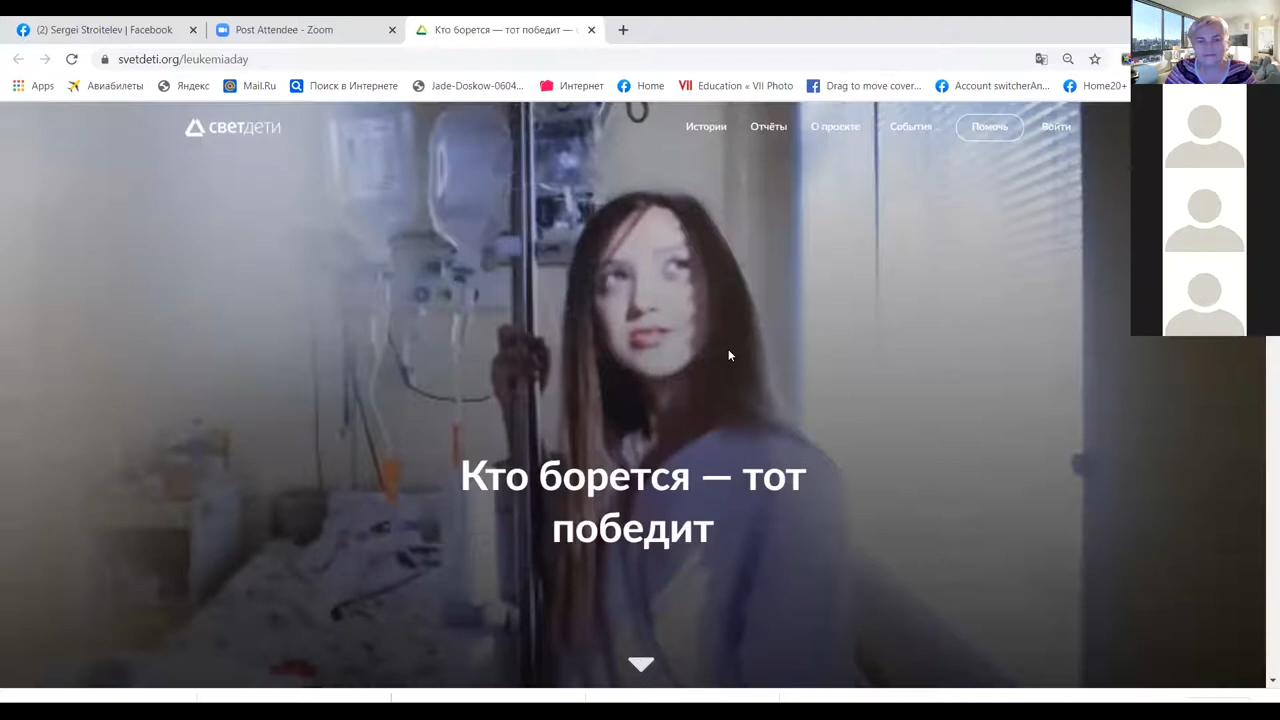 (2) Sergei Stroitelev | Facebook
Post Attendee - Zoom
Кто борется — тот победит —
svetdeti.org/leukemiaday
Apps
Авиабилеты
Яндекс
Mail.Ru
Поиск в Интернете
Jade-Doskow-0604...
Интернет
Home
VII Education « VII Photo
Drag to move cover...
Account switcherAn...
Home20+
светдети
Истории
Отчёты
О проекте
События
Помочь
Войти
Кто борется — тот
победит